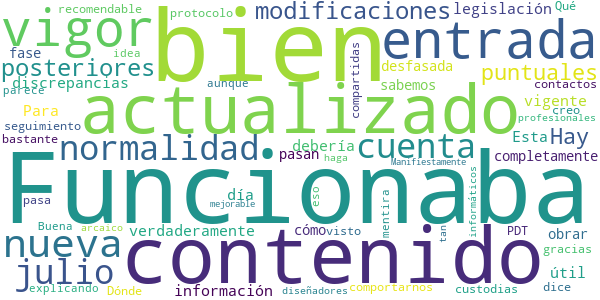 recomendable
protocolo
modificaciones
legislación
Qué
vigor
bien
entrada
fase
idea
posteriores
desfasada
puntuales
discrepancias
parece
aunque
compartidas
sabemos
contactos
Para
actualizado
vigente
creo
profesionales
seguimiento
bastante
normalidad
pasan
cuenta
debería
Esta
Hay
haga
completamente
Manifiestamente
Funcionaba
día
eso
mejorable
mentira
informáticos
pasa
Buena
arcaico
verdaderamente
cómo
visto
tan
PDT
obrar
nueva
contenido
gracias
julio
útil
explicando
Dónde
información
diseñadores
comportarnos
custodias
dice